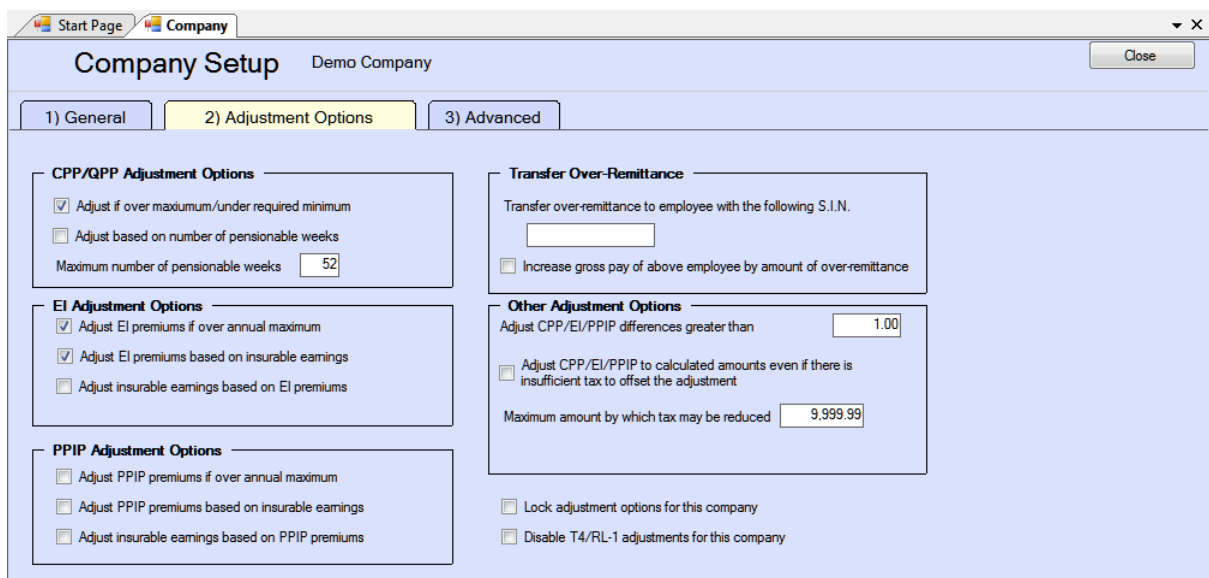 Start Page
Company
Company Setup
Demo Company
Close
1) General
2) Adjustment Options
3) Advanced
CPP/QPP Adjustment Options
Adjust if over maxiumum/under required minimum
Adjust based on number of pensionable weeks
Maximum number of pensionable weeks 52
EI Adjustment Options
Adjust EI premiums if over annual maximum
Adjust EI premiums based on insurable earnings
Adjust insurable earnings based on EI premiums
PPIP Adjustment Options
Adjust PPIP premiums if over annual maximum
Adjust PPIP premiums based on insurable earnings
Adjust insurable earnings based on PPIP premiums
Transfer Over-Remittance
Transfer over-remittance to employee with the following S.I.N.
Increase gross pay of above employee by amount of over-remittance
Other Adjustment Options
Adjust CPP/EI/PPIP differences greater than 1.00
Adjust CPP/EI/PPIP to calculated amounts even if there is
insufficient tax to offset the adjustment
Maximum amount by which tax may be reduced 9,999.99
Lock adjustment options for this company
Disable T4/RL-1 adjustments for this company